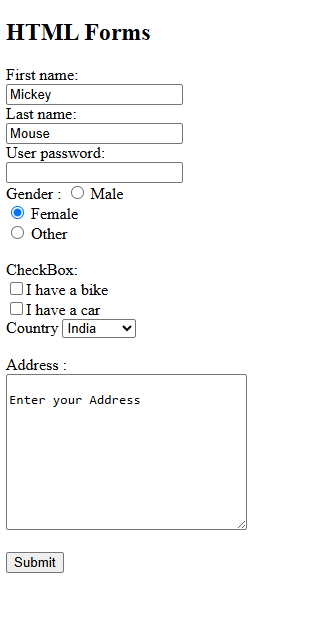 HTML Forms
First name:
Mickey
Last name:
Mouse
User password:
Gender : Male
Female
Other
CheckBox:
I have a bike
I have a car
Country India
Address :
Enter your Address
Submit